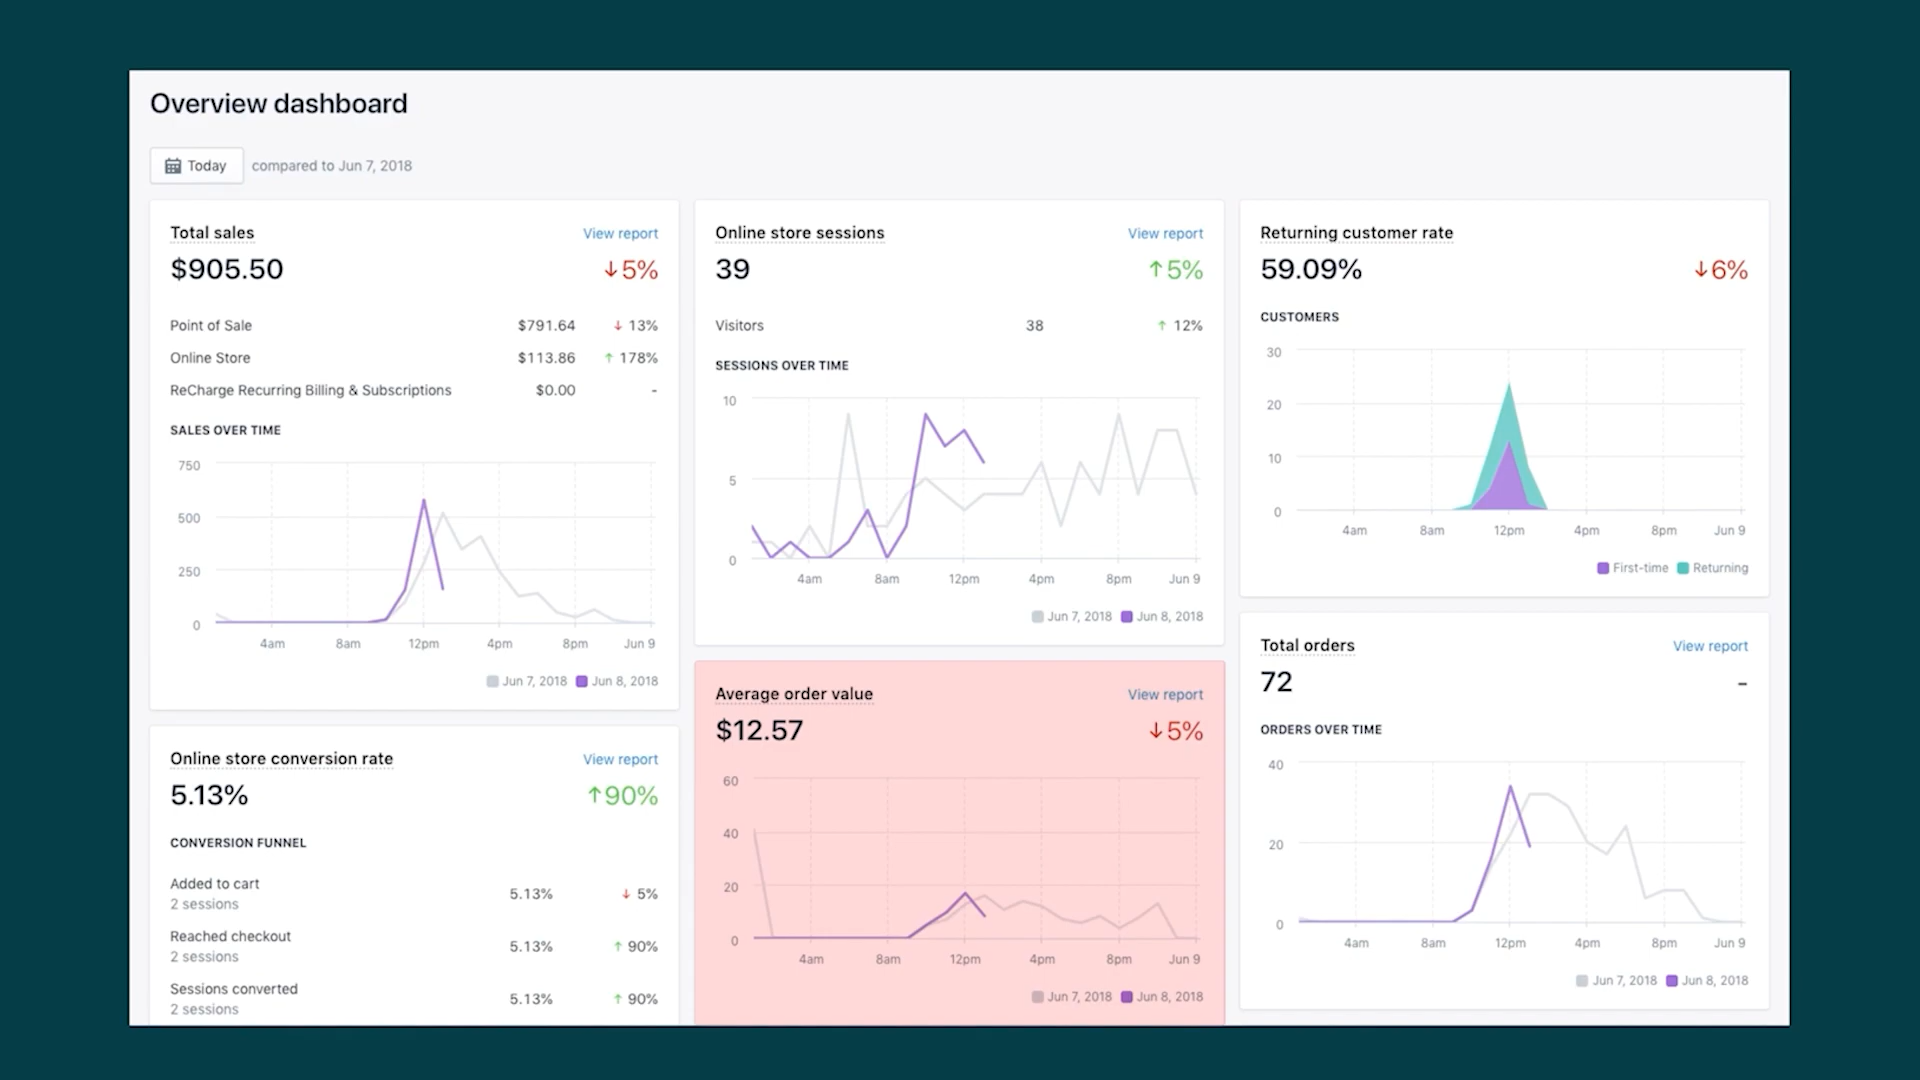 Overview dashboard
Today compared to Jun 7, 2018
Total sales View report
$905.50 ↓5%
Point of Sale $791.64 ↓ 13%
Online Store $113.86 ↑ 178%
ReCharge Recurring Billing & Subscriptions $0.00 -
SALES OVER TIME
750
500
250
0
4am 8am 12pm 4pm 8pm Jun 9
Jun 7, 2018 Jun 8, 2018
Online store conversion rate View report
5.13% ↑90%
CONVERSION FUNNEL
Added to cart 5.13% ↓ 5%
2 sessions
Reached checkout 5.13% ↑ 90%
2 sessions
Sessions converted 5.13% ↑ 90%
2 sessions
Online store sessions View report
39 ↑5%
Visitors 38 ↑ 12%
SESSIONS OVER TIME
10
5
0
4am 8am 12pm 4pm 8pm Jun 9
Jun 7, 2018 Jun 8, 2018
Average order value View report
$12.57 ↓5%
60
40
20
0
4am 8am 12pm 4pm 8pm Jun 9
Jun 7, 2018 Jun 8, 2018
Returning customer rate
59.09% ↓6%
CUSTOMERS
30
20
10
0
4am 8am 12pm 4pm 8pm Jun 9
First-time Returning
Total orders View report
72 -
ORDERS OVER TIME
40
20
0
4am 8am 12pm 4pm 8pm Jun 9
Jun 7, 2018 Jun 8, 2018